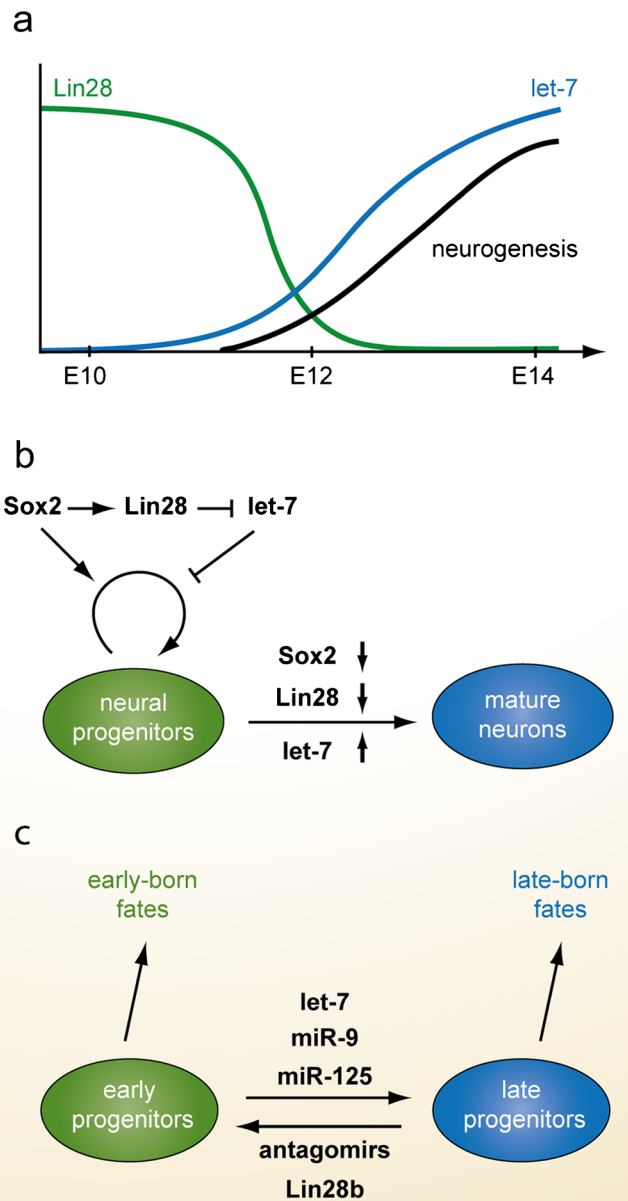 a
Lin28
let-7
neurogenesis
E10
E12
E14
b
Sox2
Lin28
let-7
neural
progenitors
Sox2
Lin28
let-7
mature
neurons
c
early-born
fates
late-born
fates
let-7
miR-9
miR-125
early
progenitors
late
progenitors
antagomirs
Lin28b